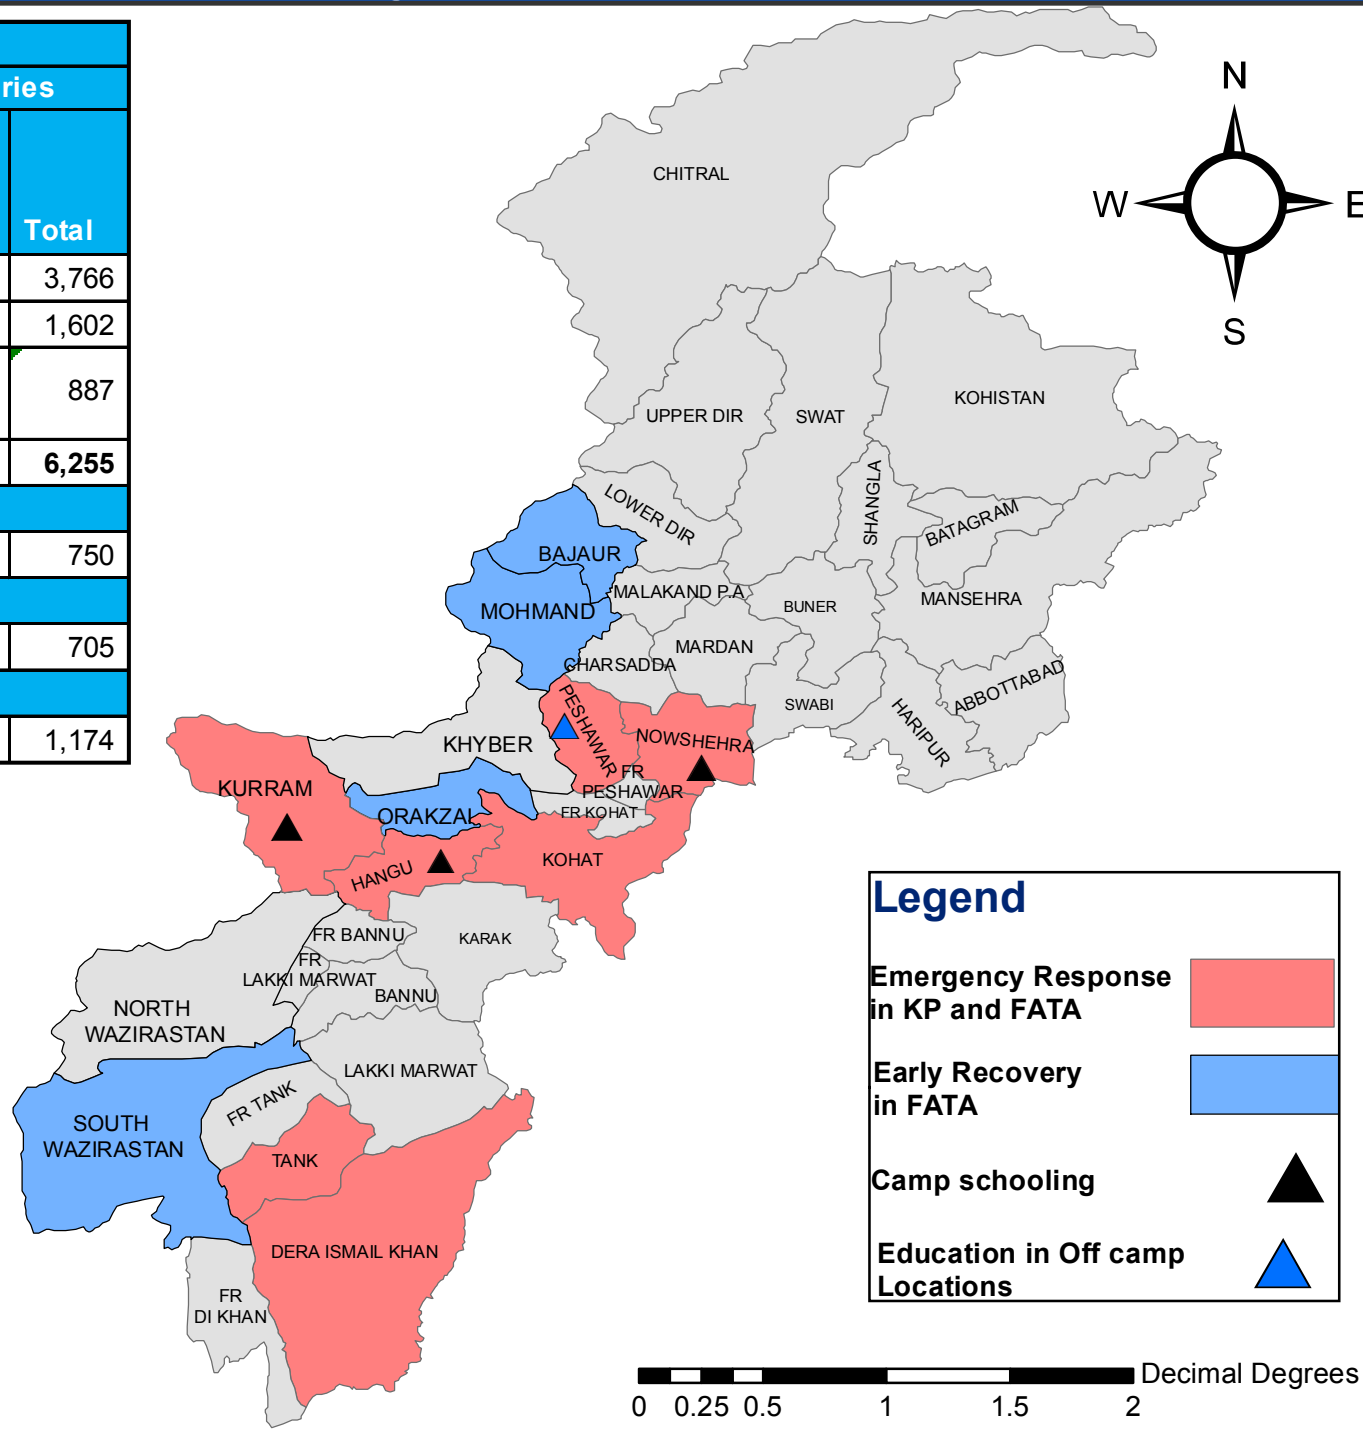 ries
Total
3,766
1,602
887
6,255
750
705
1,174
N
W
E
S
CHITRAL
UPPER DIR
SWAT
KOHISTAN
LOWER DIR
SHANGLA
BATAGRAM
BAJAUR
MALAKAND P.A
BUNER
MANSEHRA
MOHMAND
MARDAN
CHARSADDA
ABBOTTABAD
SWABI
HARIPUR
PESHAWAR
NOWSHEHRA
KHYBER
FR
PESHAWAR
KURRAM
ORAKZAI
FR KOHAT
HANGU
KOHAT
FR BANNU
KARAK
FR
LAKKI MARWAT
BANNU
NORTH
WAZIRASTAN
LAKKI MARWAT
FR TANK
SOUTH
WAZIRASTAN
TANK
DERA ISMAIL KHAN
FR
DI KHAN
Legend
Emergency Response
in KP and FATA
Early Recovery
in FATA
Camp schooling
Education in Off camp
Locations
Decimal Degrees
0 0.25 0.5 1 1.5 2